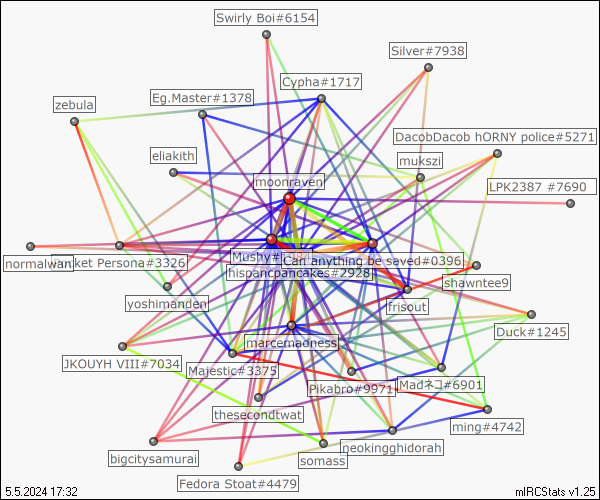 Swirly Boi#6154
Silver#7938
Cypha#1717
Eg.Master#1378
zebula
DacobDacob hORNY police#5271
eliakith
mukszi
moonraven
LPK2387 #7690
normalwan
ket Persona#3326
Mushy#
Can anything be saved#0396
hispancpancakes#2928
shawntee9
yoshimanden
frisout
Duck#1245
marcemadness
JKOUYH VIII#7034
Majestic#3375
Pikabro#9971
Madネコ#6901
thesecondtwat
ming#4742
neokingghidorah
bigcitysamurai
somass
Fedora Stoat#4479
5.5.2024 17:32
mIRCStats v1.25